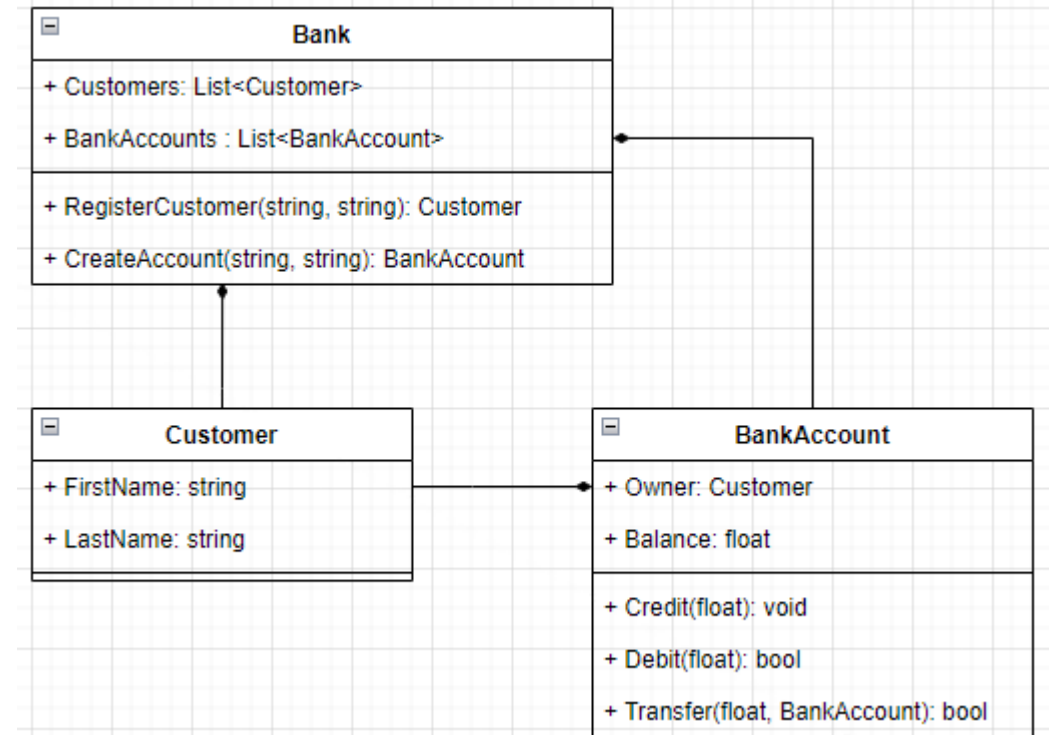 Bank
+ Customers: List<Customer>
+ BankAccounts : List<BankAccount>
+ RegisterCustomer(string, string): Customer
+ CreateAccount(string, string): BankAccount
Customer
+ FirstName: string
+ LastName: string
BankAccount
+ Owner: Customer
+ Balance: float
+ Credit(float): void
+ Debit(float): bool
+ Transfer(float, BankAccount): bool